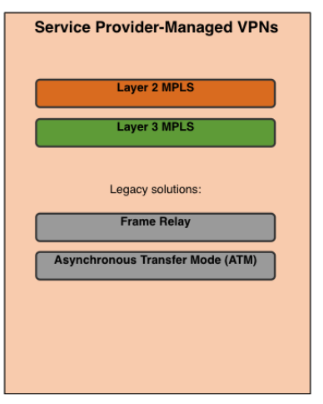 Service Provider-Managed VPNs
Layer 2 MPLS
Layer 3 MPLS
Legacy solutions:
Frame Relay
Asynchronous Transfer Mode (ATM)